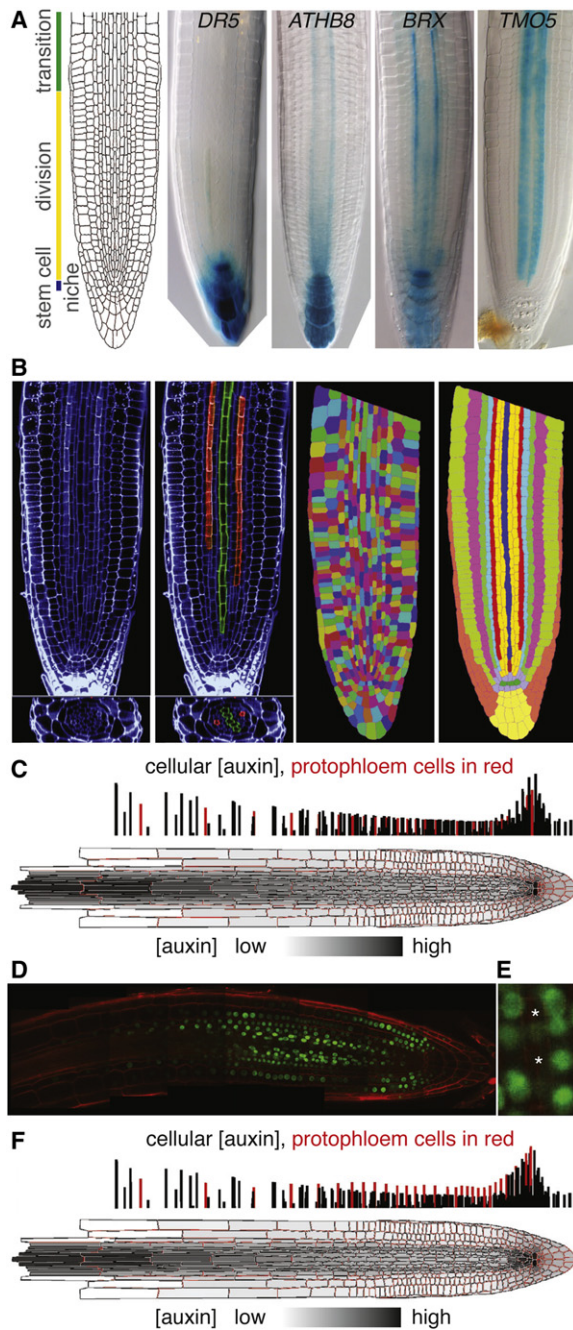 A
transition
division
stem cell
niche
DR5
ATHB8
BRX
TMO5
B
C
cellular [auxin], protophloem cells in red
[auxin] low high
D
E
* 
*
F
cellular [auxin], protophloem cells in red
[auxin] low high